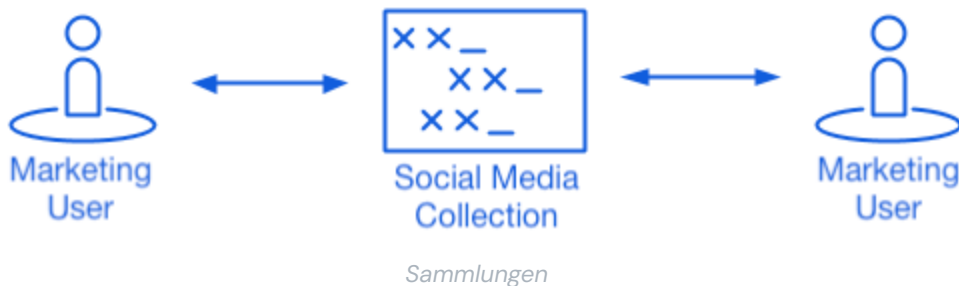 Marketing
User
Social Media
Collection
Marketing
User
Sammlungen